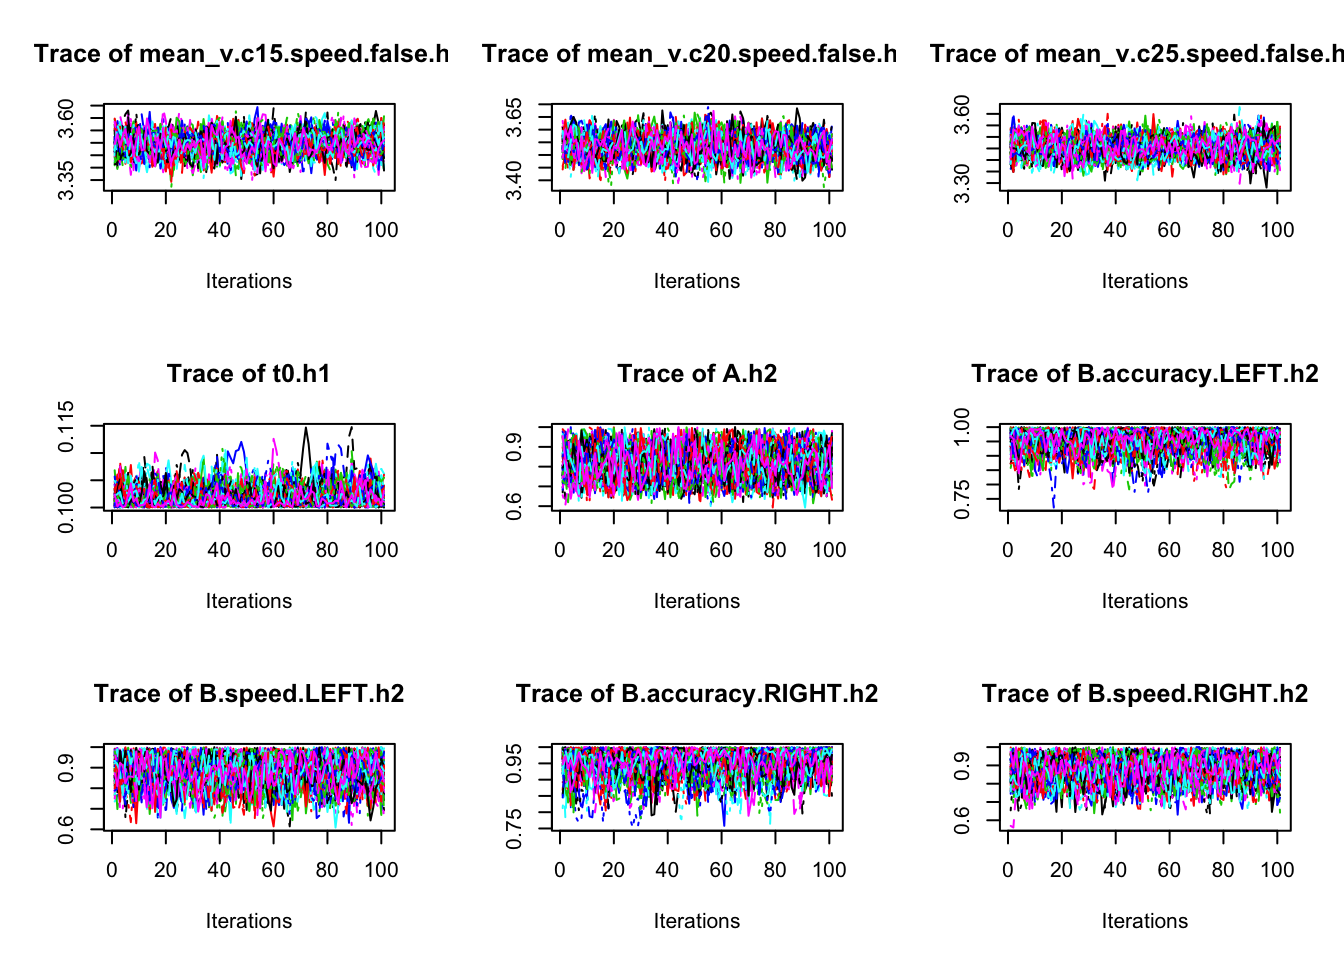 Trace of mean_v.c15.speed.false.h
Trace of mean_v.c20.speed.false.h
Trace of mean_v.c25.speed.false.h
3.35 3.60
0 20 40 60 80 100
Iterations
3.40 3.65
0 20 40 60 80 100
Iterations
3.30 3.60
0 20 40 60 80 100
Iterations
Trace of t0.h1
Trace of A.h2
Trace of B.accuracy.LEFT.h2
0.100 0.115
0 20 40 60 80 100
Iterations
0.6 0.9
0 20 40 60 80 100
Iterations
0.75 1.00
0 20 40 60 80 100
Iterations
Trace of B.speed.LEFT.h2
Trace of B.accuracy.RIGHT.h2
Trace of B.speed.RIGHT.h2
0.6 0.9
0 20 40 60 80 100
Iterations
0.75 0.95
0 20 40 60 80 100
Iterations
0.6 0.9
0 20 40 60 80 100
Iterations